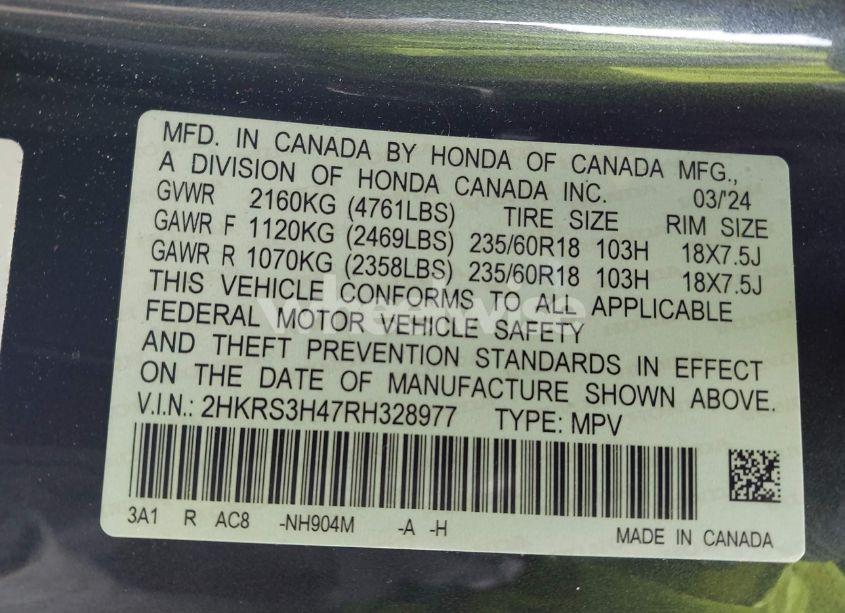 MFD. IN CANADA BY HONDA OF CANADA MFG.,
A DIVISION OF HONDA CANADA INC. 03/'24
GVWR 2160KG (4761LBS) TIRE SIZE RIM SIZE
GAWR F 1120KG (2469LBS) 235/60R18 103H 18X7.5J
GAWR R 1070KG (2358LBS) 235/60R18 103H 18X7.5J
THIS VEHICLE CONFORMS TO ALL APPLICABLE
FEDERAL MOTOR VEHICLE SAFETY
AND THEFT PREVENTION STANDARDS IN EFFECT
ON THE DATE OF MANUFACTURE SHOWN ABOVE.
V.I.N.: 2HKRS3H47RH328977 TYPE: MPV
3A1 R AC8 -NH904M -A -H MADE IN CANADA
wheelwise